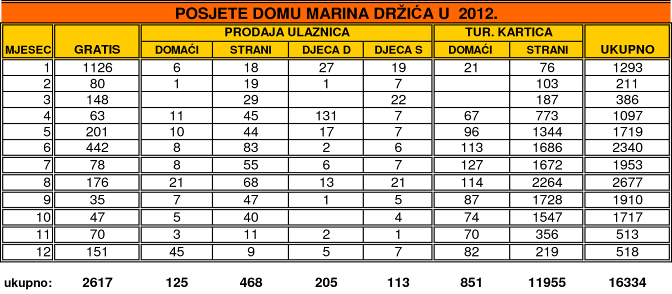 POSJETE DOMU MARINA DRŽIĆA U 2012.
MJESEC GRATIS PRODAJA ULAZNICA TUR. KARTICA UKUPNO
DOMAĆI STRANI DJECA D DJECA S DOMAĆI STRANI
1 1126 6 18 27 19 21 76 1293
2 80 1 19 1 7 103 211
3 148 29 22 187 386
4 63 11 45 131 7 67 773 1097
5 201 10 44 17 7 96 1344 1719
6 442 8 83 2 6 113 1686 2340
7 78 8 55 6 7 127 1672 1953
8 176 21 68 13 21 114 2264 2677
9 35 7 47 1 5 87 1728 1910
10 47 5 40 4 74 1547 1717
11 70 3 11 2 1 70 356 513
12 151 45 9 5 7 82 219 518
ukupno: 2617 125 468 205 113 851 11955 16334